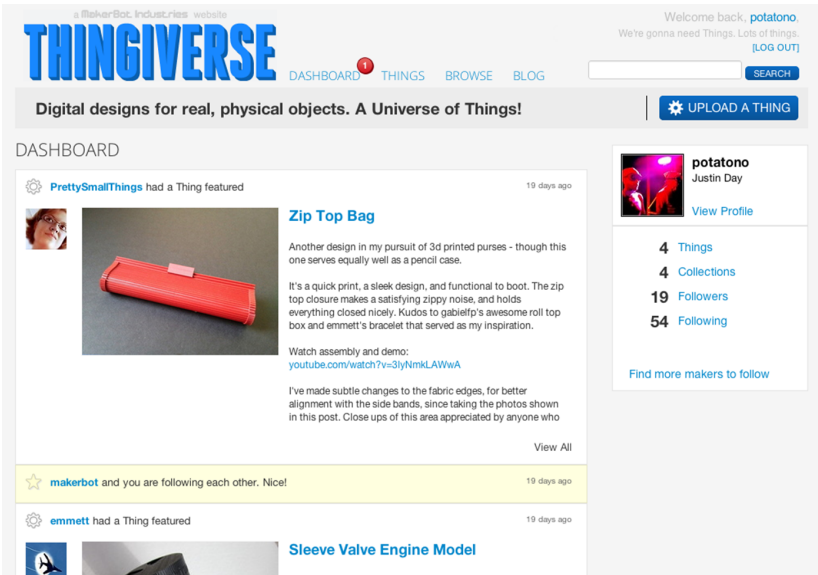 a MakerBot Industries website
THINGIVERSE
DASHBOARD
1
THINGS
BROWSE
BLOG
Welcome back, potatono.
We're gonna need Things. Lots of things.
[LOG OUT]
SEARCH
Digital designs for real, physical objects. A Universe of Things!
UPLOAD A THING
DASHBOARD
PrettySmallThings had a Thing featured
19 days ago
Zip Top Bag
Another design in my pursuit of 3d printed purses - though this
one serves equally well as a pencil case.
It's a quick print, a sleek design, and functional to boot. The zip
top closure makes a satisfying zippy noise, and holds
everything closed nicely. Kudos to gabielfp's awesome roll top
box and emmett's bracelet that served as my inspiration.
Watch assembly and demo:
youtube.com/watch?v=3IyNmkLAWwA
I've made subtle changes to the fabric edges, for better
alignment with the side bands, since taking the photos shown
in this post. Close ups of this area appreciated by anyone who
View All
makerbot and you are following each other. Nice!
19 days ago
emmett had a Thing featured
19 days ago
Sleeve Valve Engine Model
potatono
Justin Day
View Profile
4 Things
4 Collections
19 Followers
54 Following
Find more makers to follow